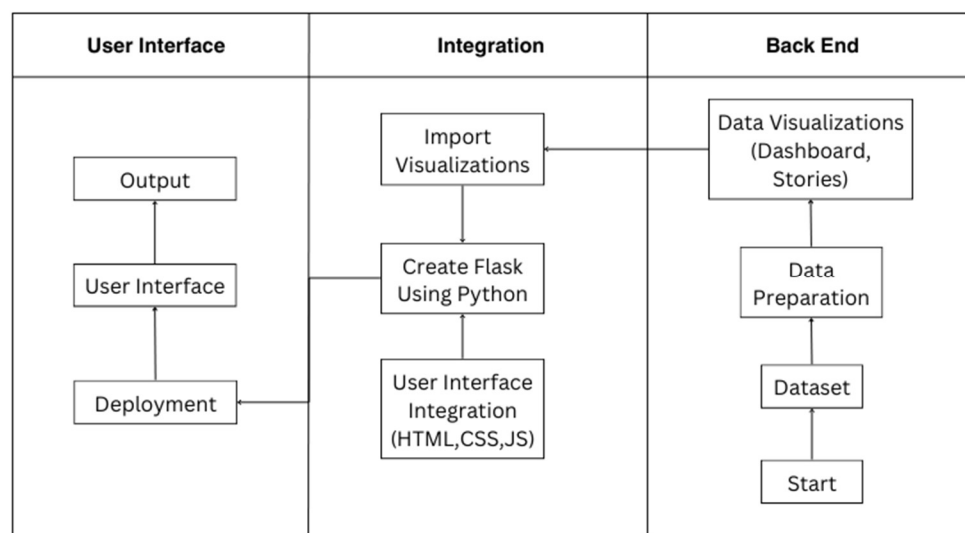 User Interface
Integration
Back End
Output
User Interface
Deployment
Import
Visualizations
Create Flask
Using Python
User Interface
Integration
(HTML,CSS,JS)
Data Visualizations
(Dashboard,
Stories)
Data
Preparation
Dataset
Start